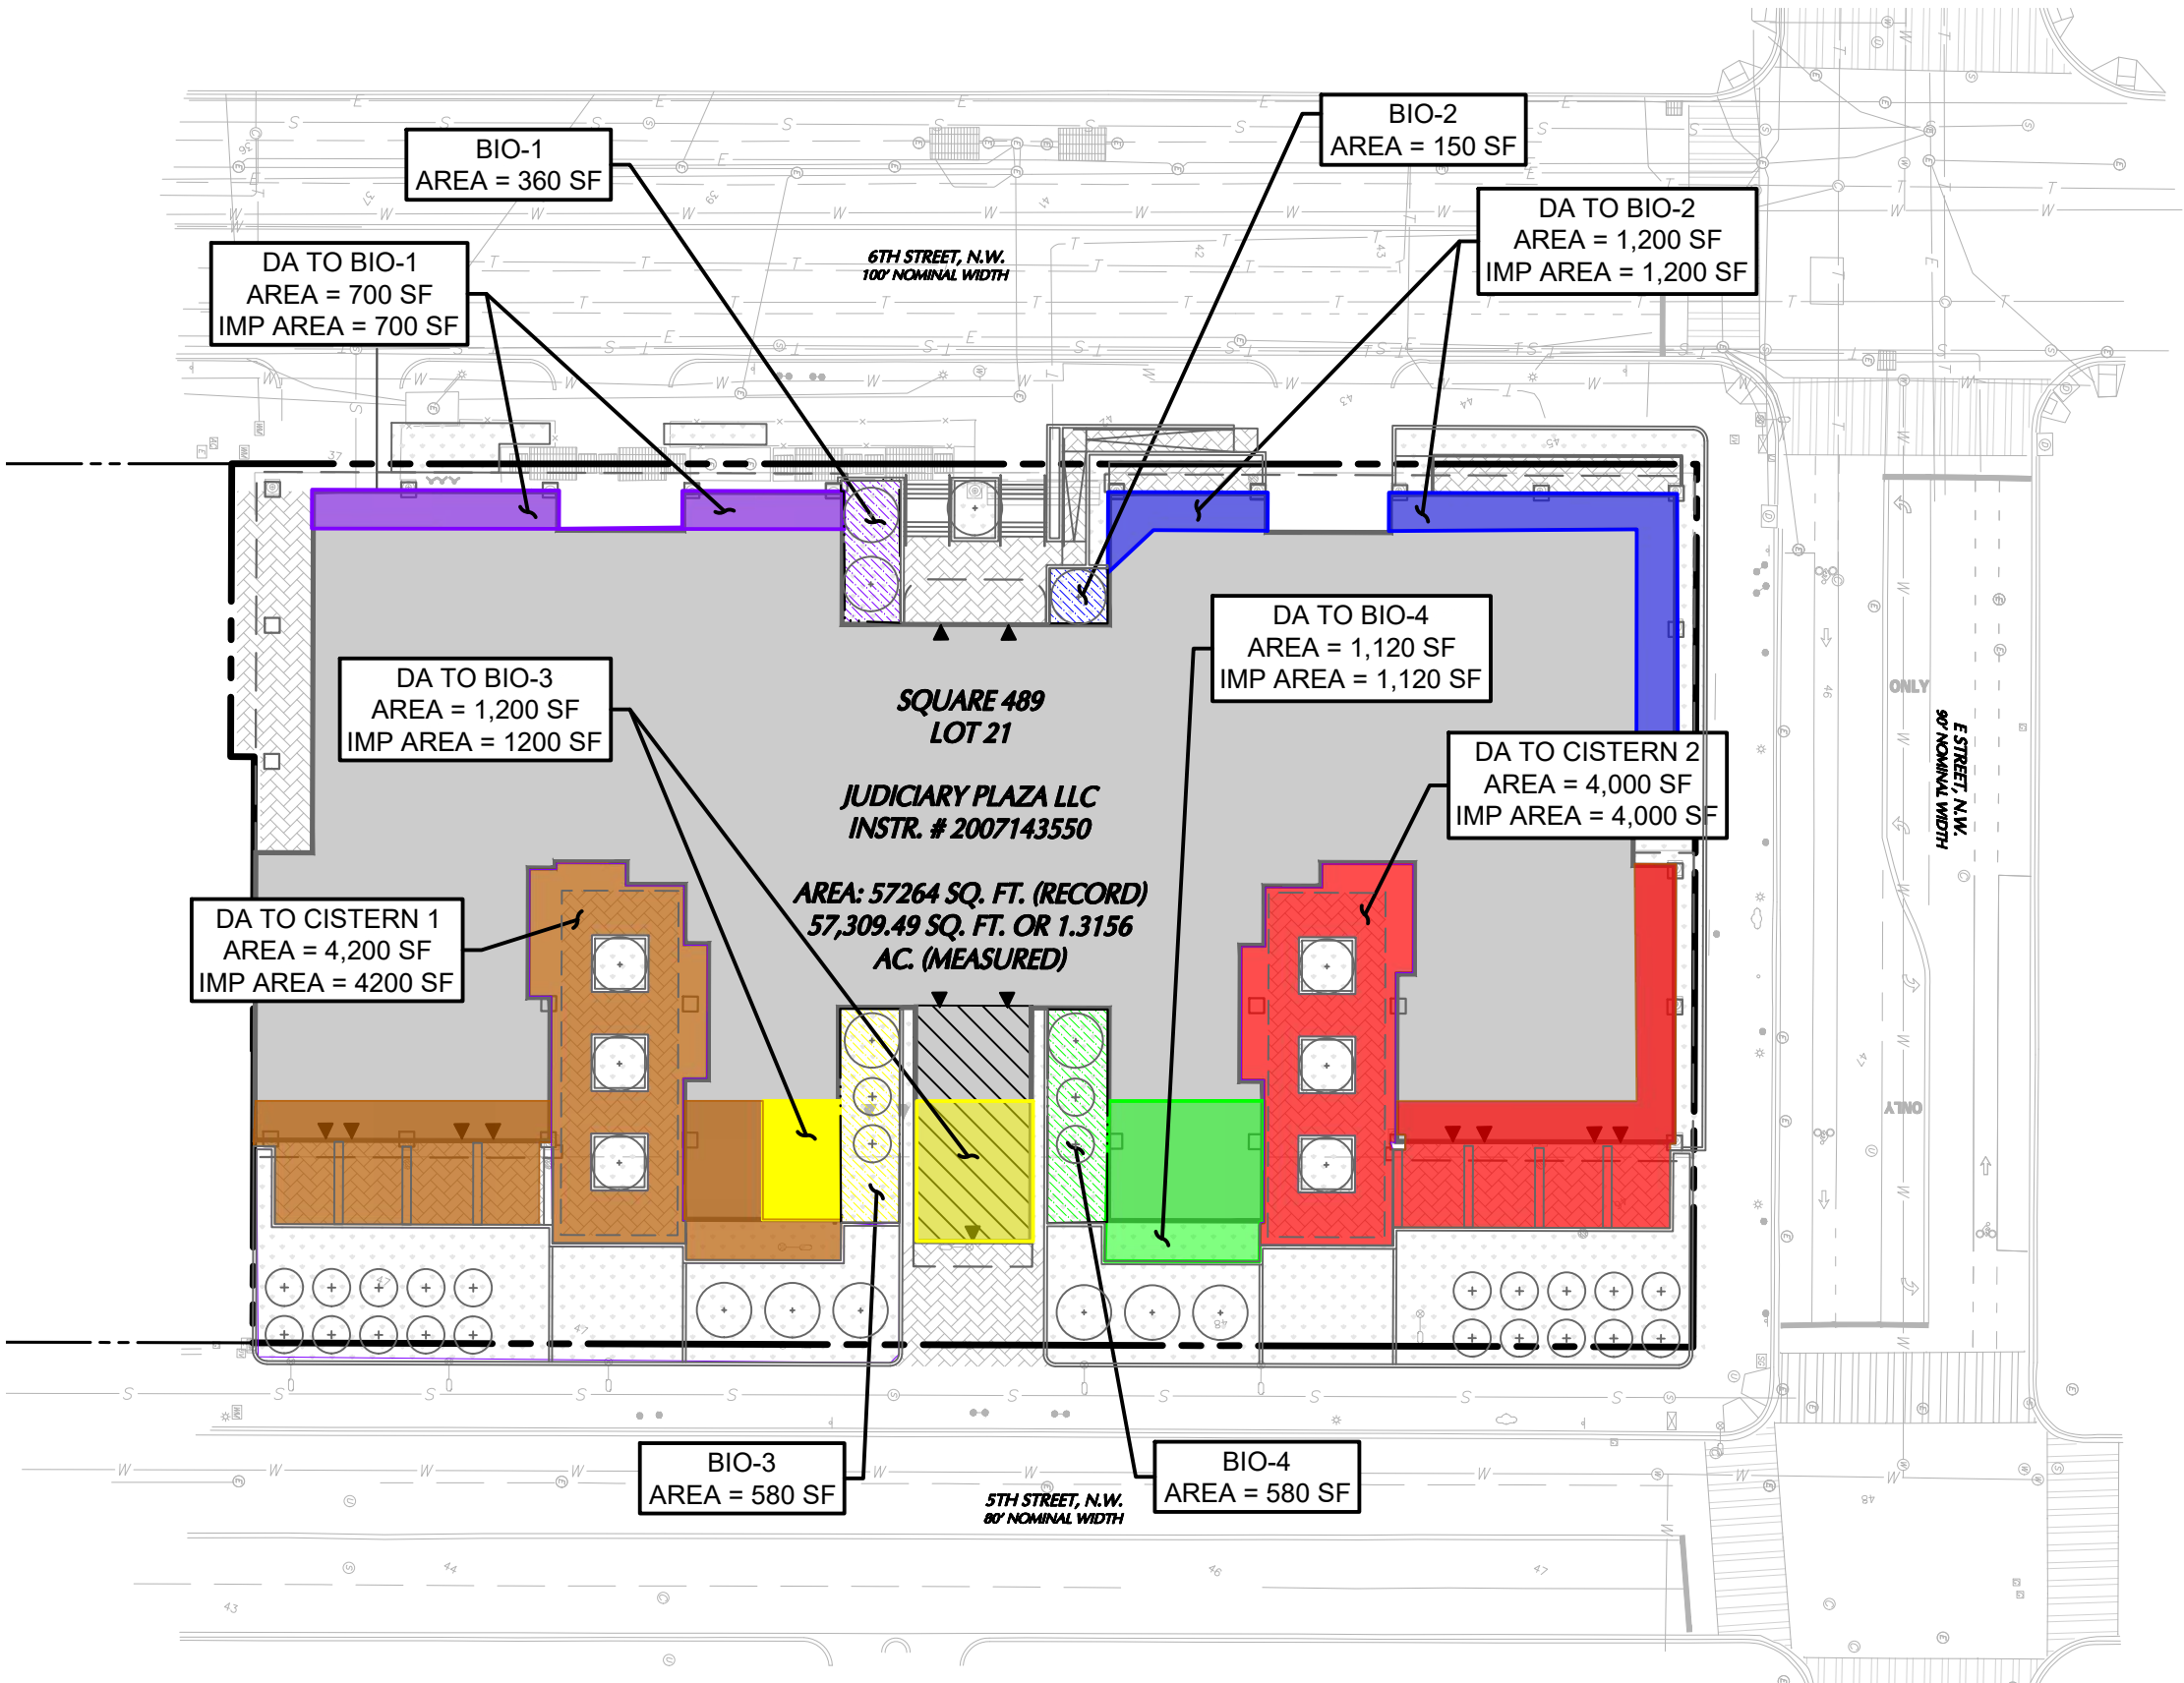 BIO-1
AREA = 360 SF
BIO-2
AREA = 150 SF
DA TO BIO-2
AREA = 1,200 SF
IMP AREA = 1,200 SF
DA TO BIO-1
AREA = 700 SF
IMP AREA = 700 SF
6TH STREET, N.W.
100' NOMINAL WIDTH
DA TO BIO-4
AREA = 1,120 SF
IMP AREA = 1,120 SF
DA TO BIO-3
AREA = 1,200 SF
IMP AREA = 1200 SF
SQUARE 489
LOT 21
JUDICIARY PLAZA LLC
INSTR. # 2007143550
AREA: 57264 SQ. FT. (RECORD)
57,309.49 SQ. FT. OR 1.3156
AC. (MEASURED)
ONLY
E STREET, N.W.
90' NOMINAL WIDTH
DA TO CISTERN 2
AREA = 4,000 SF
IMP AREA = 4,000 SF
DA TO CISTERN 1
AREA = 4,200 SF
IMP AREA = 4200 SF
ONLY
BIO-3
AREA = 580 SF
BIO-4
AREA = 580 SF
5TH STREET, N.W.
80' NOMINAL WIDTH
44
46
47
43